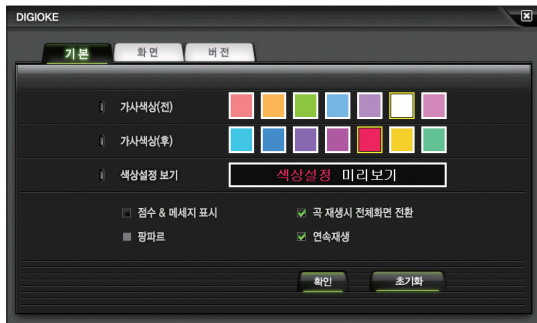 DIGIOKE
기본 화면 버전
가사색상(전)
가사색상(후)
색상설정 보기 색상설정 미리보기
점수 & 메세지 표시 곡 재생시 전체화면 전환
팡파르 연속재생
확인 초기화